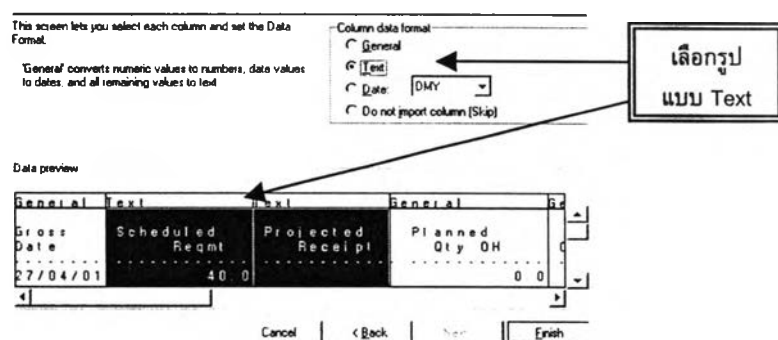 This screen lets you select each column and set the Data
Format.
'General' converts numeric values to numbers, date values
to dates, and all remaining values to text
Column data format
General
Text
Date: DMY
Do not import column (Skip)
เลือกรูป
แบบ Text
Data preview
General Text Text General Ge
Gross Scheduled Projected Planned
Date Reqmt Receipt Qty OH
27/04/01 40.0 0 0
Cancel < Back Next Finish